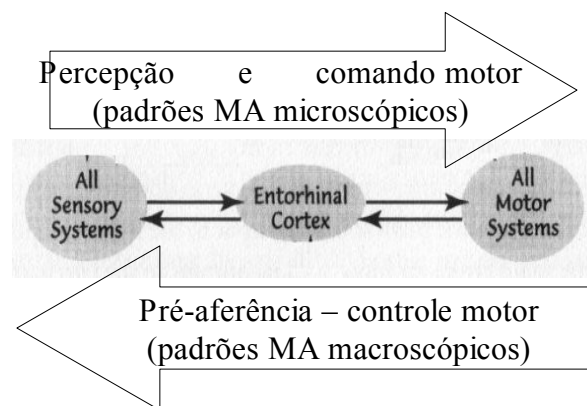 Percepção e comando motor
(padrões MA microscópicos)
All
Sensory
Systems
Entorhinal
Cortex
All
Motor
Systems
Pré-aferência – controle motor
(padrões MA macroscópicos)